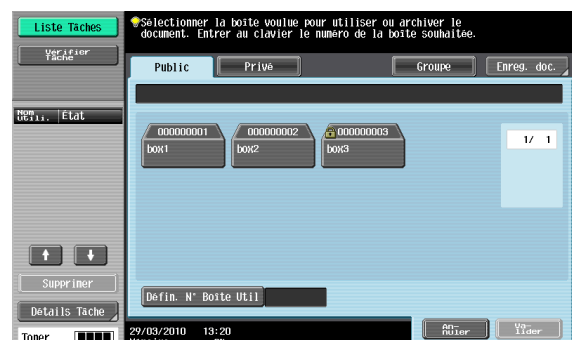 Liste Tâches
Vérifier
Tâche
Sélectionner la boîte voulue pour utiliser ou archiver le
document. Entrer au clavier le numéro de la boîte souhaitée.
Public
Privé
Groupe
Enreg. doc.
Nom
Utili.
État
000000001
box1
000000002
box2
000000003
box3
1/ 1
Supprimer
Détails Tâche
Défin. N° Boîte Util
Toner
29/03/2010 13:20
An-
nuler
Va-
lider